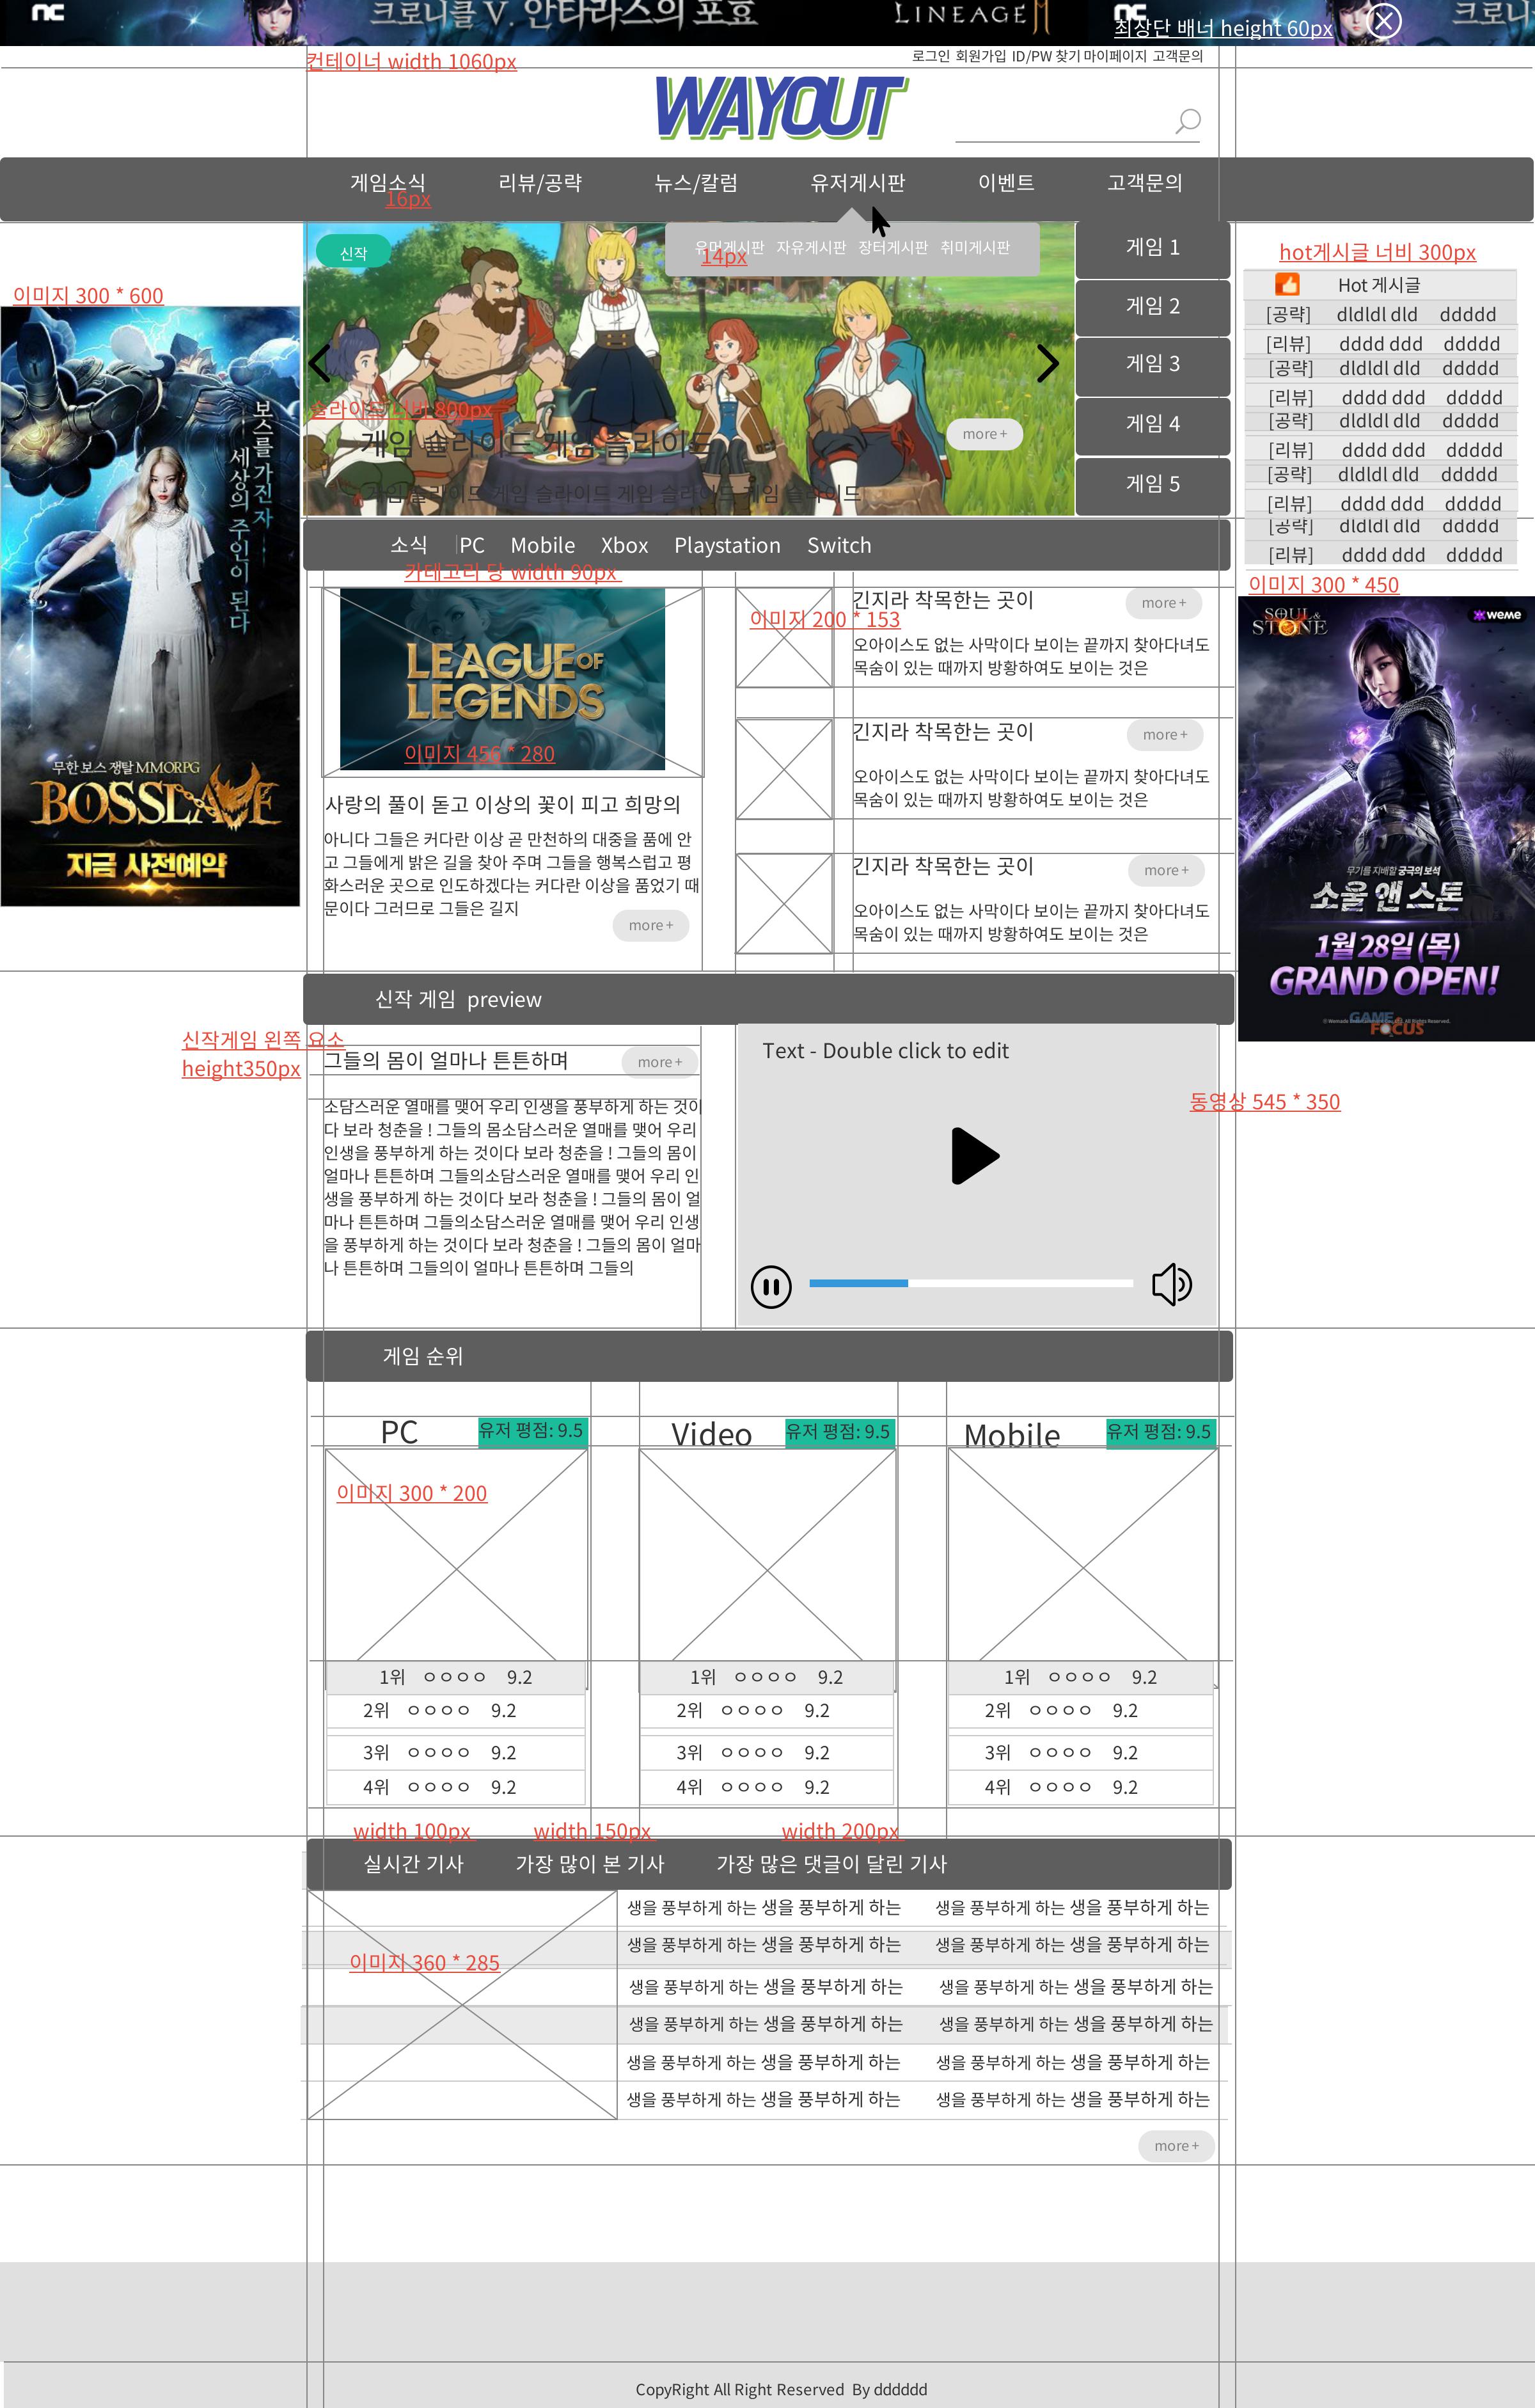 nc
크로니클 V. 안타라스의 포효
LINEAGE M
nc
크로니
최상단 배너 height 60px
컨테이너 width 1060px
로그인 회원가입 ID/PW 찾기 마이페이지 고객문의
WAYOUT
게임소식 리뷰/공략 뉴스/칼럼 유저게시판 이벤트 고객문의
16px
유머게시판 자유게시판 장터게시판 취미게시판
14px
신작
이미지 300 * 600
보스를 가진 자
세상의 주인이 된다
무한 보스 쟁탈 MMORPG
BOSSLAVE
지금 사전예약
슬라이드 너비 800px
게임 슬라이드 게임 슬라이드
게임 슬라이드 게임 슬라이드 게임 슬라이드 게임 슬라이드
more +
게임 1
게임 2
게임 3
게임 4
게임 5
hot게시글 너비 300px
Hot 게시글
[공략] dldldl dld ddddd
[리뷰] dddd ddd ddddd
[공략] dldldl dld ddddd
[리뷰] dddd ddd ddddd
[공략] dldldl dld ddddd
[리뷰] dddd ddd ddddd
[공략] dldldl dld ddddd
[리뷰] dddd ddd ddddd
[공략] dldldl dld ddddd
[리뷰] dddd ddd ddddd
이미지 300 * 450
SOUL & STONE
weme
무기를 지배할 궁극의 보석
소울 앤 스톤
1월 28일 (목)
GRAND OPEN!
GAME FOCUS
소식 PC Mobile Xbox Playstation Switch
카테고리 당 width 90px
LEAGUE OF
LEGENDS
이미지 456 * 280
사랑의 풀이 돋고 이상의 꽃이 피고 희망의
아니다 그들은 커다란 이상 곧 만천하의 대중을 품에 안
고 그들에게 밝은 길을 찾아 주며 그들을 행복스럽고 평
화스러운 곳으로 인도하겠다는 커다란 이상을 품었기 때
문이다 그러므로 그들은 길지
more +
이미지 200 * 153
긴지라 착목한는 곳이
more +
오아이스도 없는 사막이다 보이는 끝까지 찾아다녀도
목숨이 있는 때까지 방황하여도 보이는 것은
긴지라 착목한는 곳이
more +
오아이스도 없는 사막이다 보이는 끝까지 찾아다녀도
목숨이 있는 때까지 방황하여도 보이는 것은
긴지라 착목한는 곳이
more +
오아이스도 없는 사막이다 보이는 끝까지 찾아다녀도
목숨이 있는 때까지 방황하여도 보이는 것은
신작 게임 preview
신작게임 왼쪽 요소
height350px
그들의 몸이 얼마나 튼튼하며
more +
소담스러운 열매를 맺어 우리 인생을 풍부하게 하는 것이
다 보라 청춘을 ! 그들의 몸소담스러운 열매를 맺어 우리
인생을 풍부하게 하는 것이다 보라 청춘을 ! 그들의 몸이
얼마나 튼튼하며 그들의소담스러운 열매를 맺어 우리 인
생을 풍부하게 하는 것이다 보라 청춘을 ! 그들의 몸이 얼
마나 튼튼하며 그들의소담스러운 열매를 맺어 우리 인생
을 풍부하게 하는 것이다 보라 청춘을 ! 그들의 몸이 얼마
나 튼튼하며 그들의이 얼마나 튼튼하며 그들의
Text - Double click to edit
동영상 545 * 350
게임 순위
PC 유저 평점: 9.5
Video 유저 평점: 9.5
Mobile 유저 평점: 9.5
이미지 300 * 200
1위 ㅇㅇㅇㅇ 9.2 1위 ㅇㅇㅇㅇ 9.2 1위 ㅇㅇㅇㅇ 9.2
2위 ㅇㅇㅇㅇ 9.2 2위 ㅇㅇㅇㅇ 9.2 2위 ㅇㅇㅇㅇ 9.2
3위 ㅇㅇㅇㅇ 9.2 3위 ㅇㅇㅇㅇ 9.2 3위 ㅇㅇㅇㅇ 9.2
4위 ㅇㅇㅇㅇ 9.2 4위 ㅇㅇㅇㅇ 9.2 4위 ㅇㅇㅇㅇ 9.2
width 100px width 150px width 200px
실시간 기사 가장 많이 본 기사 가장 많은 댓글이 달린 기사
이미지 360 * 285
생을 풍부하게 하는 생을 풍부하게 하는 생을 풍부하게 하는 생을 풍부하게 하는
생을 풍부하게 하는 생을 풍부하게 하는 생을 풍부하게 하는 생을 풍부하게 하는
생을 풍부하게 하는 생을 풍부하게 하는 생을 풍부하게 하는 생을 풍부하게 하는
생을 풍부하게 하는 생을 풍부하게 하는 생을 풍부하게 하는 생을 풍부하게 하는
생을 풍부하게 하는 생을 풍부하게 하는 생을 풍부하게 하는 생을 풍부하게 하는
생을 풍부하게 하는 생을 풍부하게 하는 생을 풍부하게 하는 생을 풍부하게 하는
more +
CopyRight All Right Reserved By dddddd